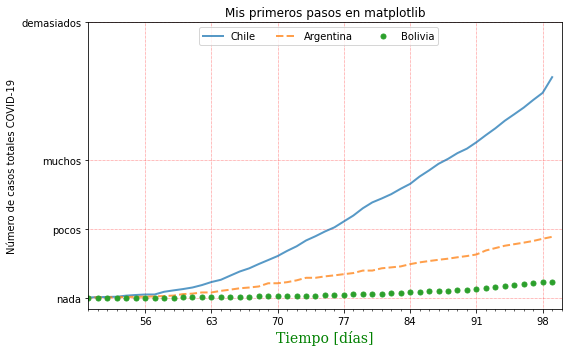 Mis primeros pasos en matplotlib
Chile
Argentina
Bolivia
Número de casos totales COVID-19
demasiados
muchos
pocos
nada
56
63
70
77
84
91
98
Tiempo [días]